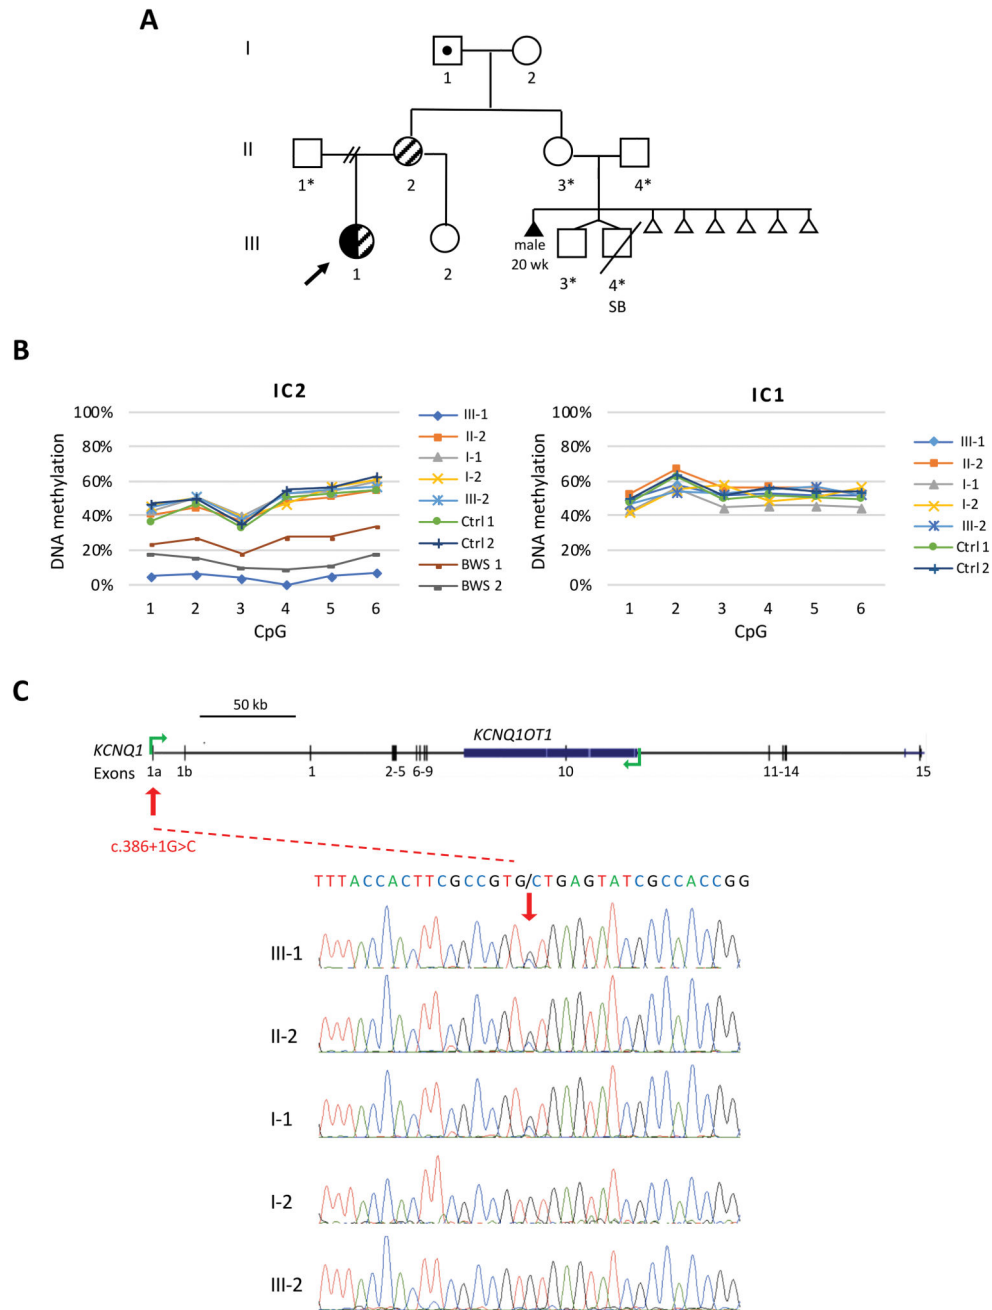 A
I
1
2
II
1*
2
3*
4*
III
1
2
male
20 wk
3*
4*
SB
B
IC2
DNA methylation
100%
80%
60%
40%
20%
0%
1 2 3 4 5 6
CpG
III-1
II-2
I-1
I-2
III-2
Ctrl 1
Ctrl 2
BWS 1
BWS 2
IC1
DNA methylation
100%
80%
60%
40%
20%
0%
1 2 3 4 5 6
CpG
III-1
II-2
I-1
I-2
III-2
Ctrl 1
Ctrl 2
C
50 kb
KCNQ1OT1
KCNQ1
Exons 1a 1b 1 2-5 6-9 10 11-14 15
c.386+1G>C
TTTACCACTTCGCCGTG/CTGAGTATCGCCACCGG
III-1
II-2
I-1
I-2
III-2